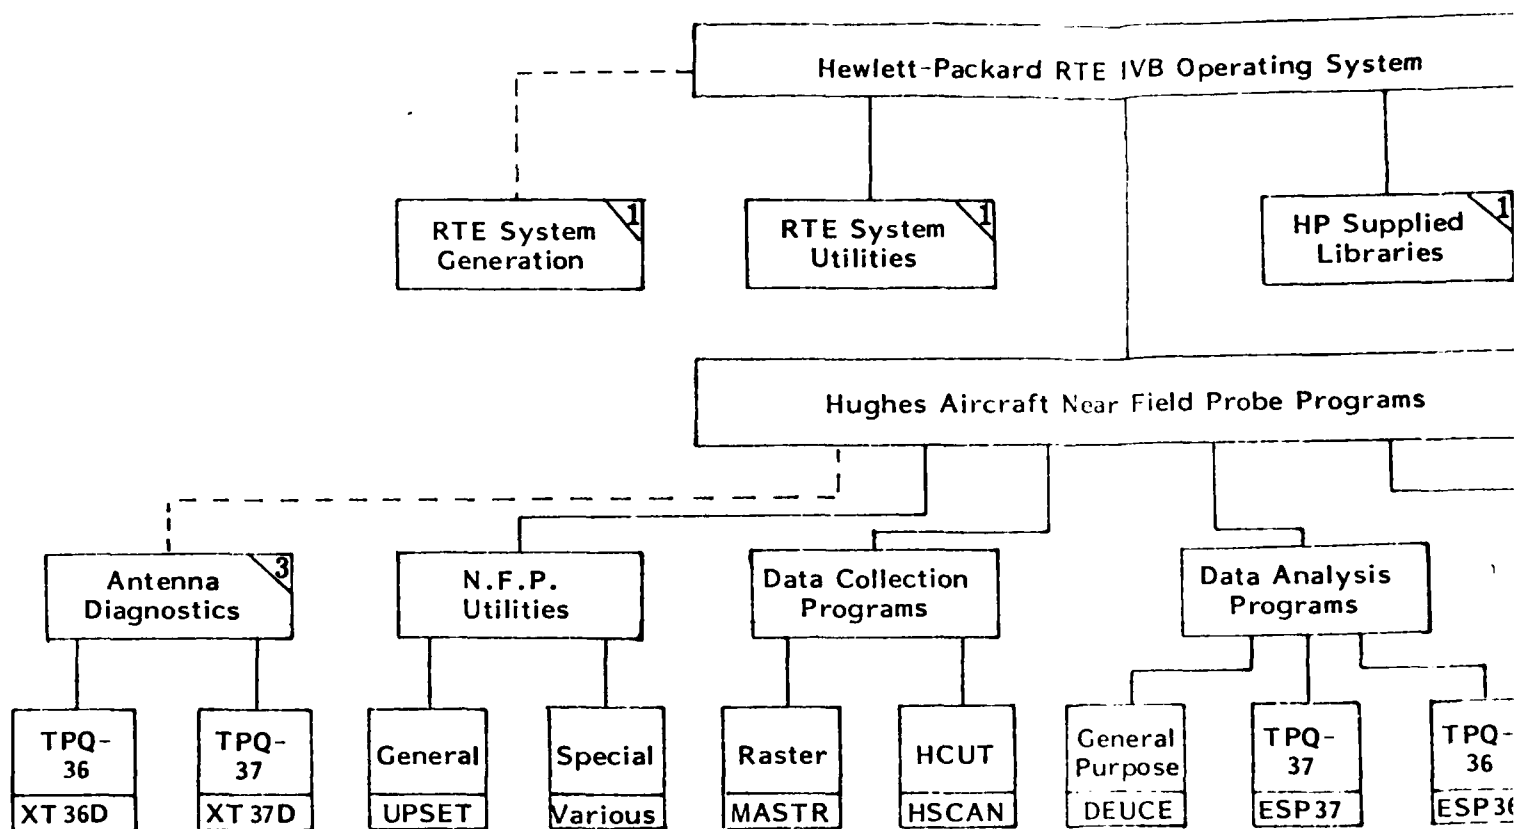 Hewlett-Packard RTE IVB Operating System
1
RTE System
Generation
1
RTE System
Utilities
1
HP Supplied
Libraries
Hughes Aircraft Near Field Probe Programs
3
Antenna
Diagnostics
N.F.P.
Utilities
Data Collection
Programs
Data Analysis
Programs
TPQ-
36
XT36D
TPQ-
37
XT37D
General
UPSET
Special
Various
Raster
MASTR
HCUT
HSCAN
General
Purpose
DEUCE
TPQ-
37
ESP37
TPQ-
36
ESP36